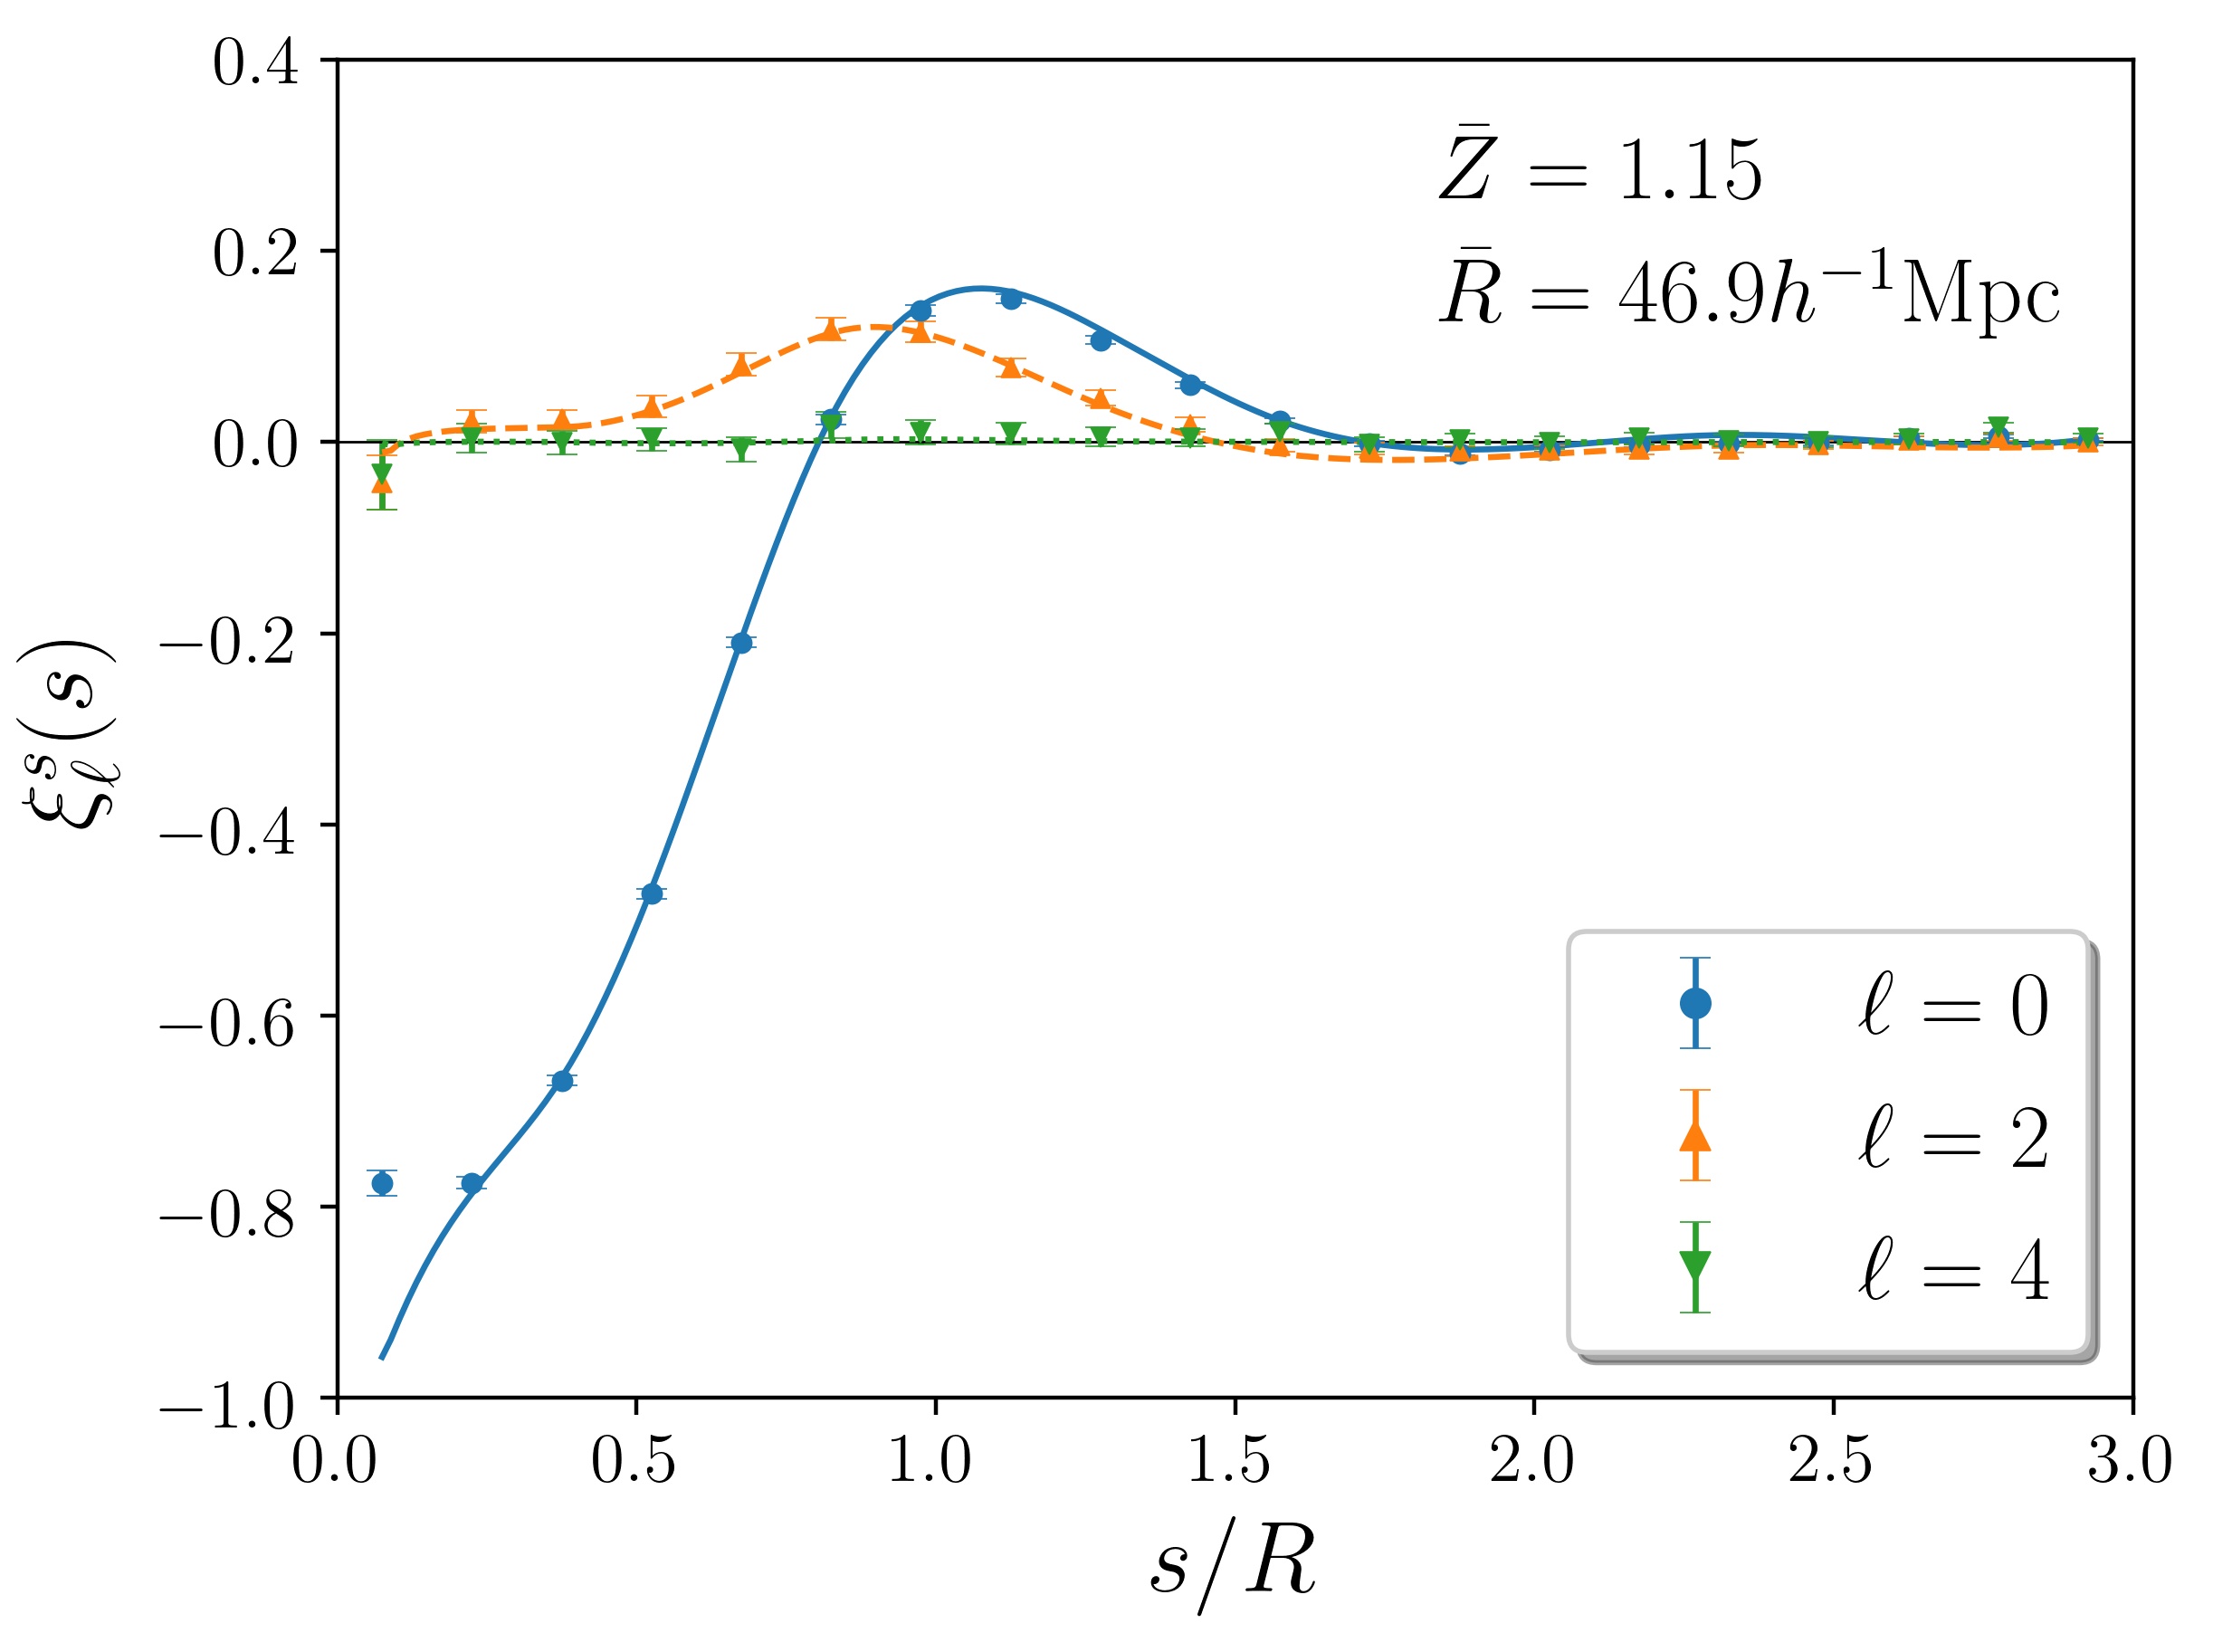 0.4
0.2
0.0
−0.2
−0.4
−0.6
−0.8
−1.0
ξ^s_ℓ(s)
Z̄ = 1.15
R̄ = 46.9h⁻¹Mpc
ℓ = 0
ℓ = 2
ℓ = 4
0.0 0.5 1.0 1.5 2.0 2.5 3.0
s/R